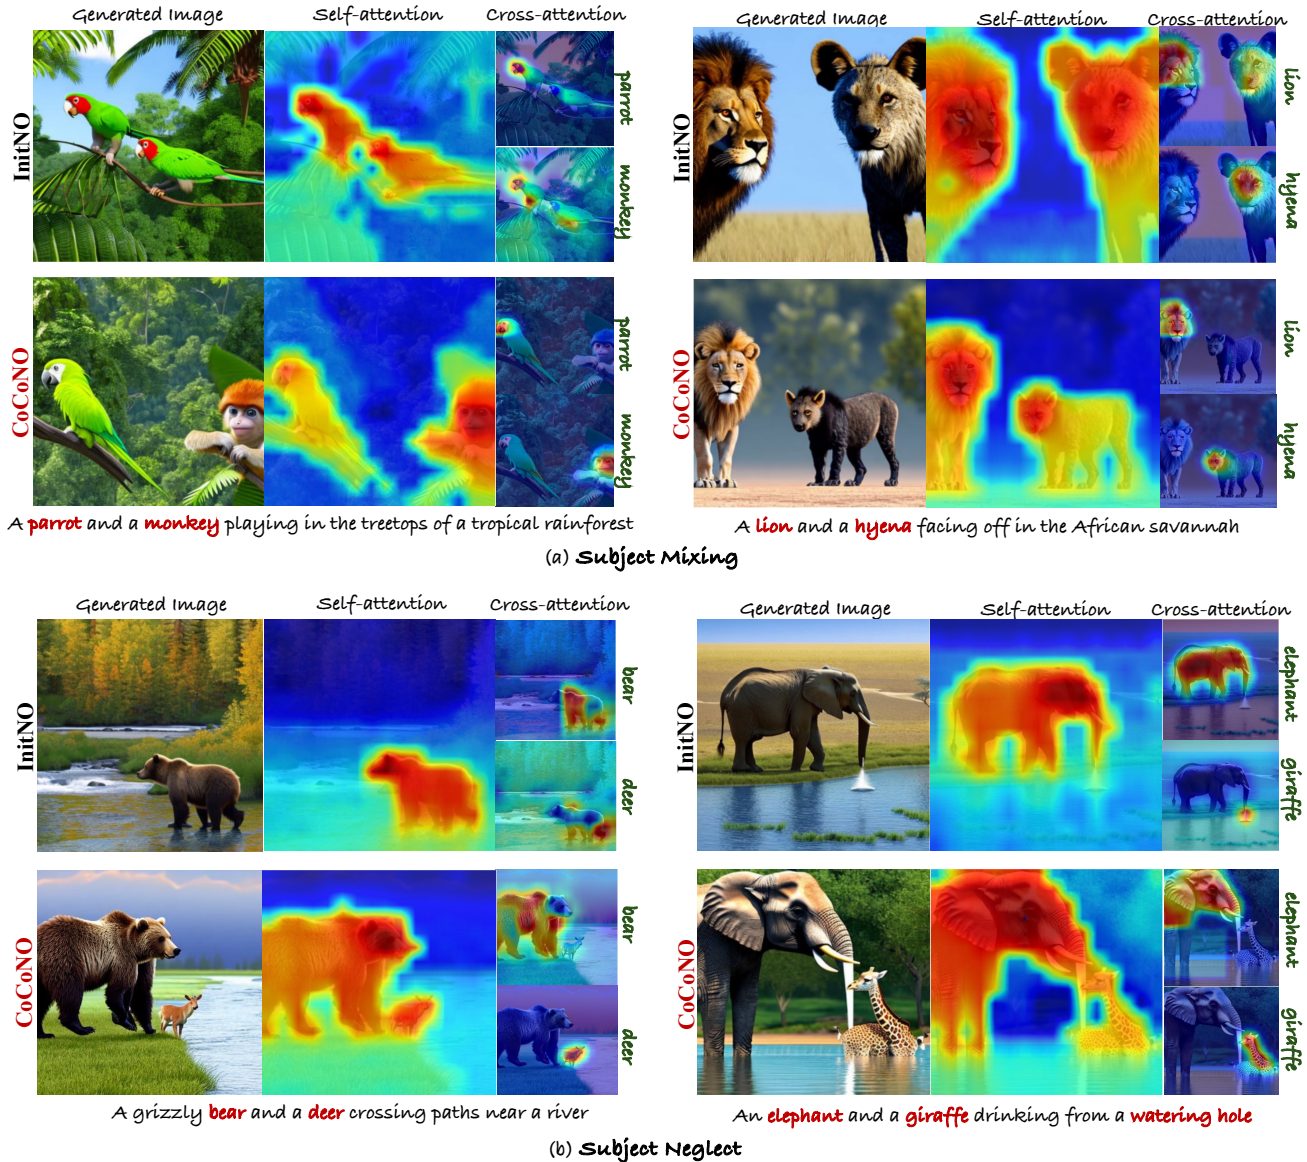 Generated Image Self-attention Cross-attention
Generated Image Self-attention Cross-attention
InitNO
parrot
monkey
InitNO
lion
hyena
CoCoNO
parrot
monkey
CoCoNO
lion
hyena
A parrot and a monkey playing in the treetops of a tropical rainforest
A lion and a hyena facing off in the African savannah
(a) Subject Mixing
Generated Image Self-attention Cross-attention
Generated Image Self-attention Cross-attention
InitNO
bear
deer
InitNO
elephant
giraffe
CoCoNO
bear
deer
CoCoNO
elephant
giraffe
A grizzly bear and a deer crossing paths near a river
An elephant and a giraffe drinking from a watering hole
(b) Subject Neglect